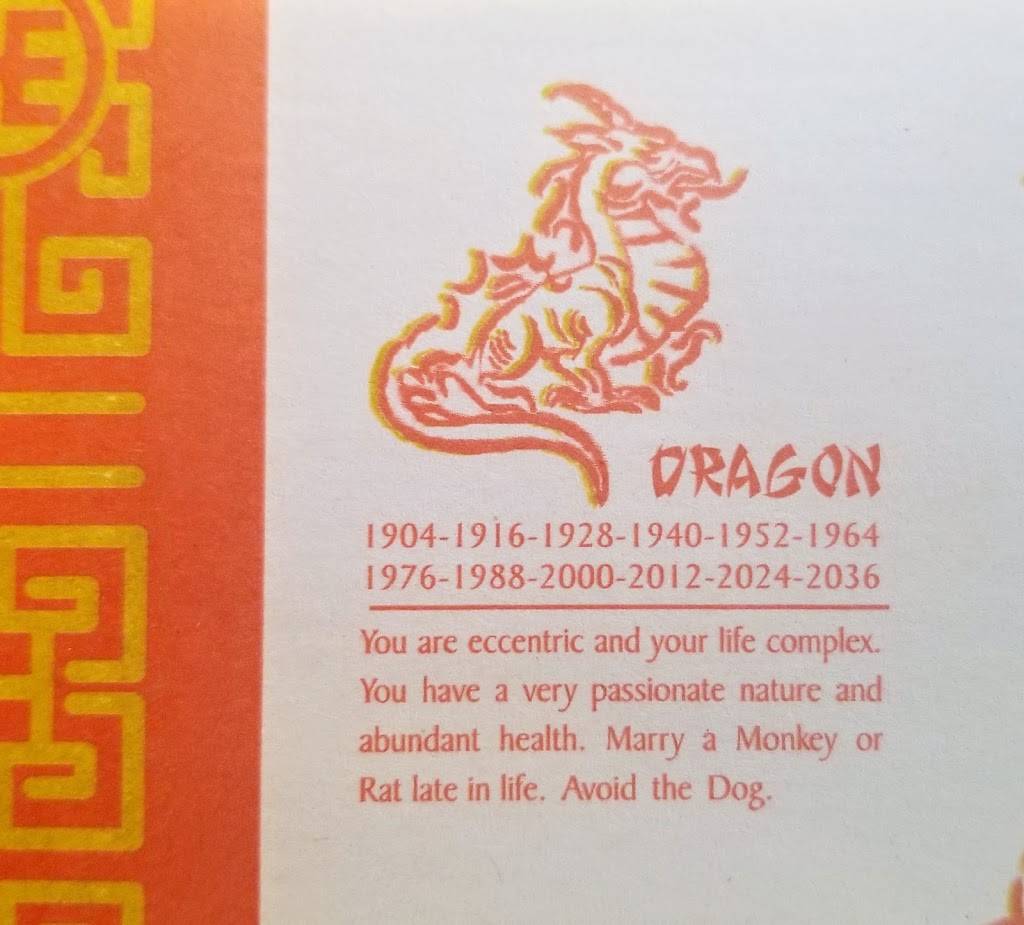 DRAGON
1904-1916-1928-1940-1952-1964
1976-1988-2000-2012-2024-2036
You are eccentric and your life complex.
You have a very passionate nature and
abundant health. Marry a Monkey or
Rat late in life. Avoid the Dog.